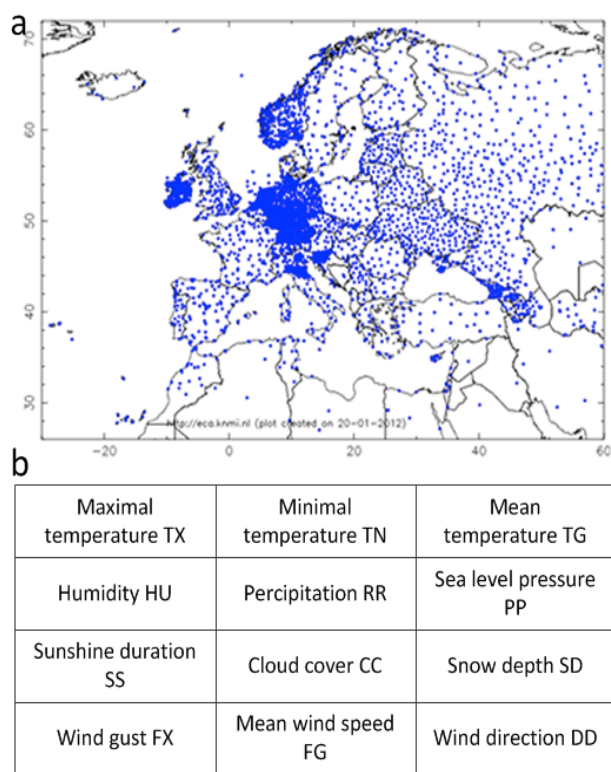 a
70
60
50
40
30
−20
0
20
40
60
http://eca.knmi.nl (plot created on 20-01-2012)
b
Maximal
temperature TX
Minimal
temperature TN
Mean
temperature TG
Humidity HU
Percipitation RR
Sea level pressure
PP
Sunshine duration
SS
Cloud cover CC
Snow depth SD
Wind gust FX
Mean wind speed
FG
Wind direction DD